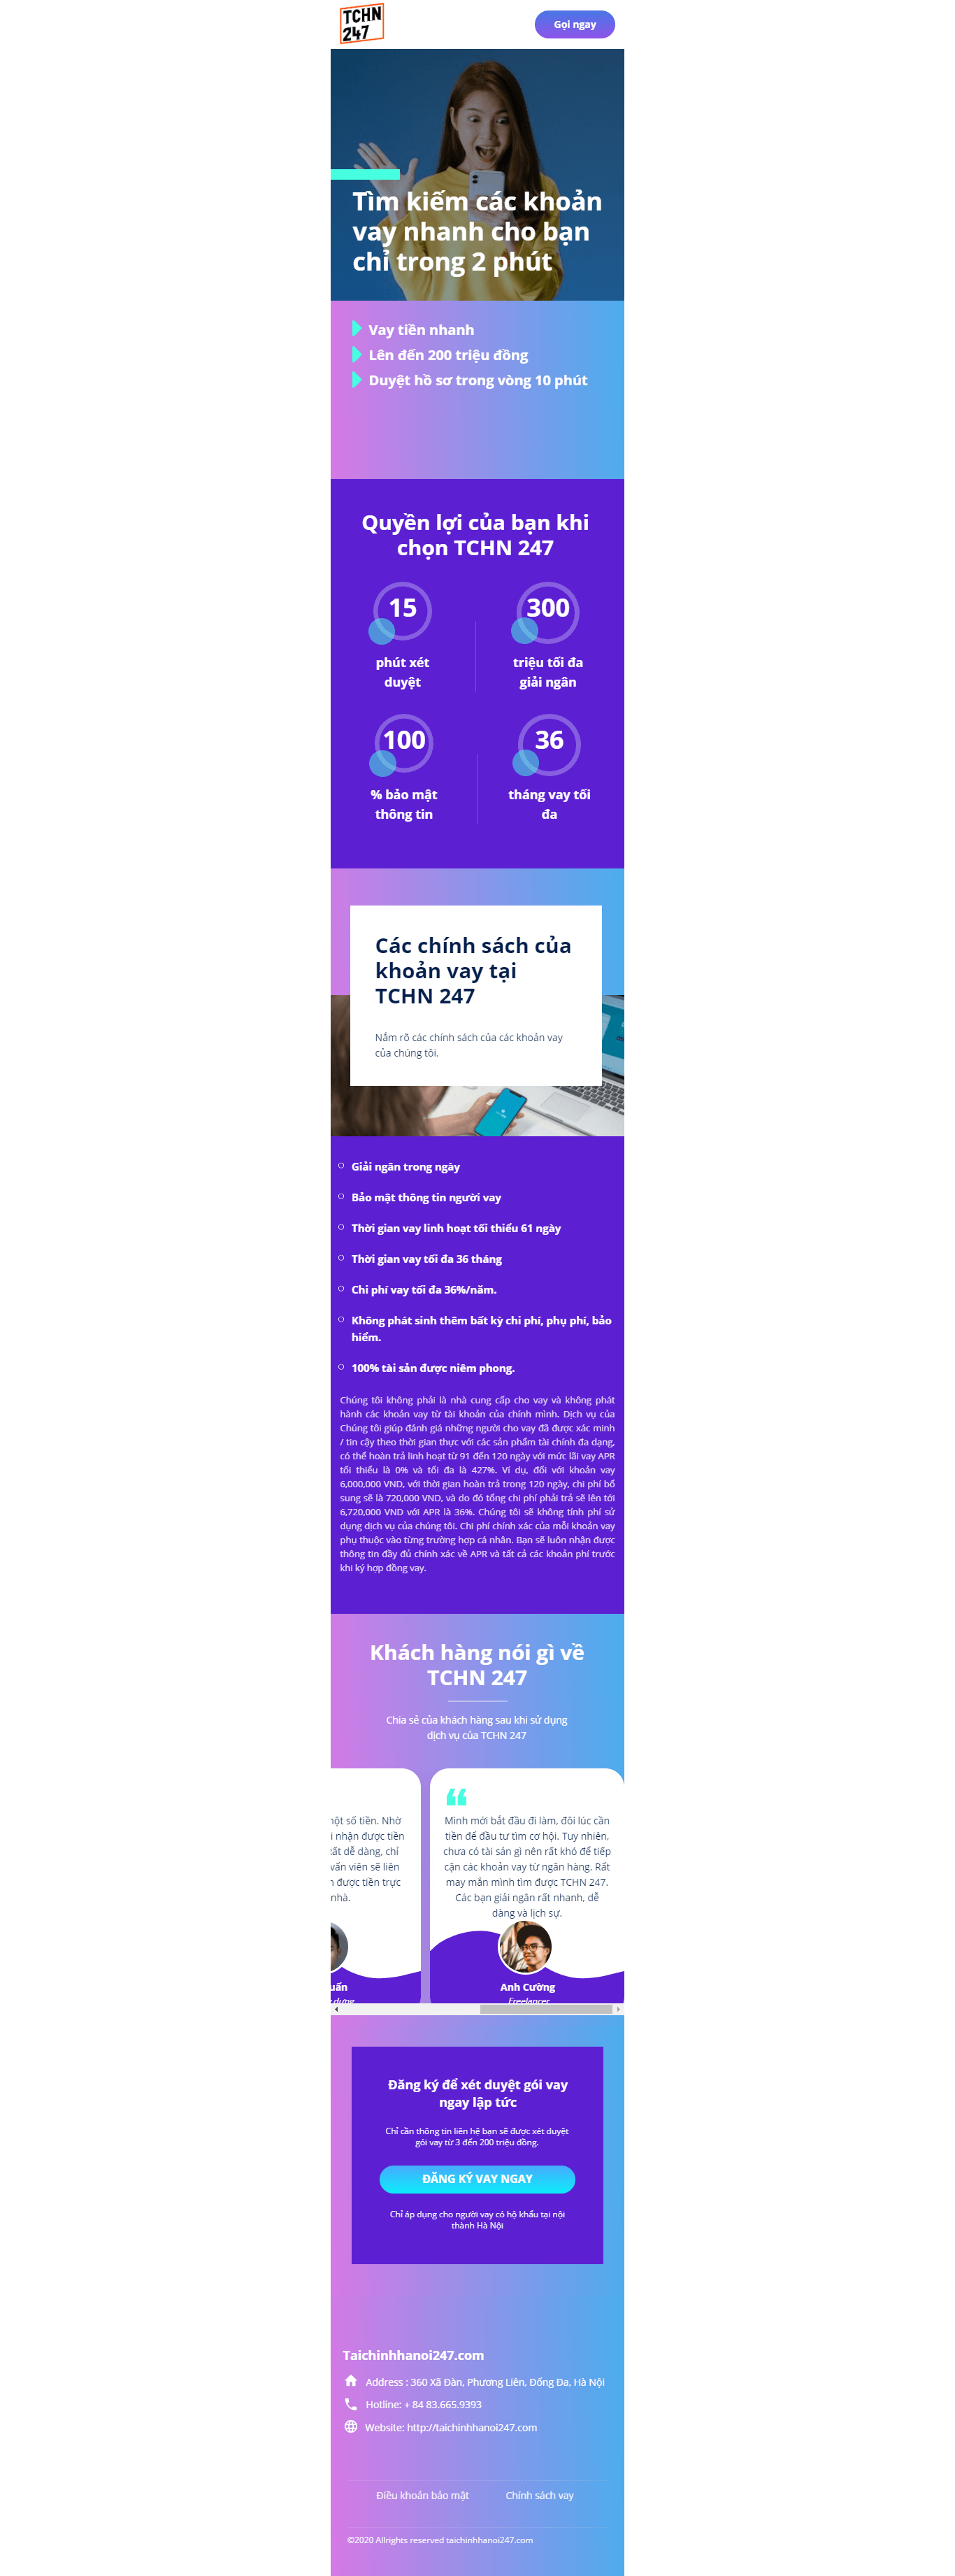 TCHN
247
Gọi ngay
Tìm kiếm các khoản
vay nhanh cho bạn
chỉ trong 2 phút
Vay tiền nhanh
Lên đến 200 triệu đồng
Duyệt hồ sơ trong vòng 10 phút
Quyền lợi của bạn khi
chọn TCHN 247
15
300
phút xét
duyệt
triệu tối đa
giải ngân
100
36
% bảo mật
thông tin
tháng vay tối
đa
Các chính sách của
khoản vay tại
TCHN 247
Nắm rõ các chính sách của các khoản vay
của chúng tôi.
Giải ngân trong ngày
Bảo mật thông tin người vay
Thời gian vay linh hoạt tối thiểu 61 ngày
Thời gian vay tối đa 36 tháng
Chi phí vay tối đa 36%/năm.
Không phát sinh thêm bất kỳ chi phí, phụ phí, bảo
hiểm.
100% tài sản được niêm phong.
Chúng tôi không phải là nhà cung cấp cho vay và không phát
hành các khoản vay từ tài khoản của chính mình. Dịch vụ của
Chúng tôi giúp đánh giá những người cho vay đã được xác minh
/ tin cậy theo thời gian thực với các sản phẩm tài chính đa dạng,
có thể hoàn trả linh hoạt từ 91 đến 120 ngày với mức lãi vay APR
tối thiểu là 0% và tối đa là 427%. Ví dụ, đối với khoản vay
6,000,000 VND, với thời gian hoàn trả trong 120 ngày, chi phí bổ
sung sẽ là 720,000 VND, và do đó tổng chi phí phải trả sẽ lên tới
6,720,000 VND với APR là 36%. Chúng tôi sẽ không tính phí sử
dụng dịch vụ của chúng tôi. Chi phí chính xác của mỗi khoản vay
phụ thuộc vào từng trường hợp cá nhân. Bạn sẽ luôn nhận được
thông tin đầy đủ chính xác về APR và tất cả các khoản phí trước
khi ký hợp đồng vay.
Khách hàng nói gì về
TCHN 247
Chia sẻ của khách hàng sau khi sử dụng
dịch vụ của TCHN 247
một số tiền. Nhờ
nhận được tiền
dễ dàng, chỉ
vấn viên sẽ liên
được tiền trực
nhà.
“
Mình mới bắt đầu đi làm, đôi lúc cần
tiền để đầu tư tìm cơ hội. Tuy nhiên,
chưa có tài sản gì nên rất khó để tiếp
cận các khoản vay từ ngân hàng. Rất
may mắn mình tìm được TCHN 247.
Các bạn giải ngân rất nhanh, dễ
dàng và lịch sự.
Anh Cường
Freelancer
Đăng ký để xét duyệt gói vay
ngay lập tức
Chỉ cần thông tin liên hệ bạn sẽ được xét duyệt
gói vay từ 3 đến 200 triệu đồng.
ĐĂNG KÝ VAY NGAY
Chỉ áp dụng cho người vay có hộ khẩu tại nội
thành Hà Nội
Taichinhhanoi247.com
Address : 360 Xã Đàn, Phương Liên, Đống Đa, Hà Nội
Hotline: + 84 83.665.9393
Website: http://taichinhhanoi247.com
Điều khoản bảo mật
Chính sách vay
©2020 Allrights reserved taichinhhanoi247.com